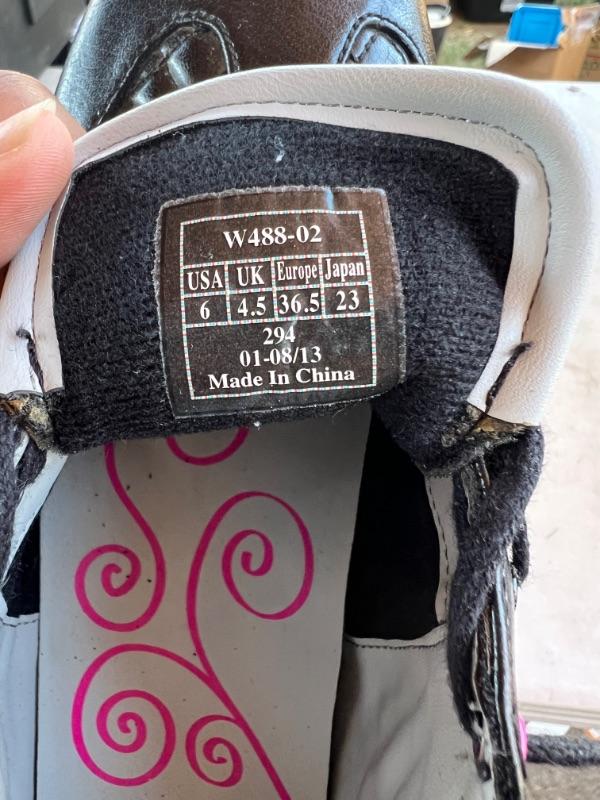 W488-02
USA UK Europe Japan
6 4.5 36.5 23
294
01-08/13
Made In China